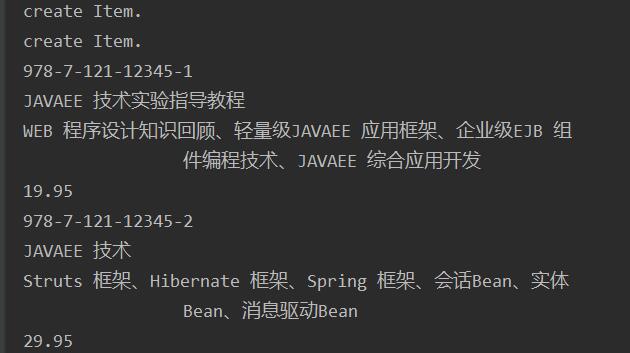 create Item.
create Item.
978-7-121-12345-1
JAVAEE 技术实验指导教程
WEB 程序设计知识回顾、轻量级JAVAEE 应用框架、企业级EJB 组
件编程技术、JAVAEE 综合应用开发
19.95
978-7-121-12345-2
JAVAEE 技术
Struts 框架、Hibernate 框架、Spring 框架、会话Bean、实体
Bean、消息驱动Bean
29.95